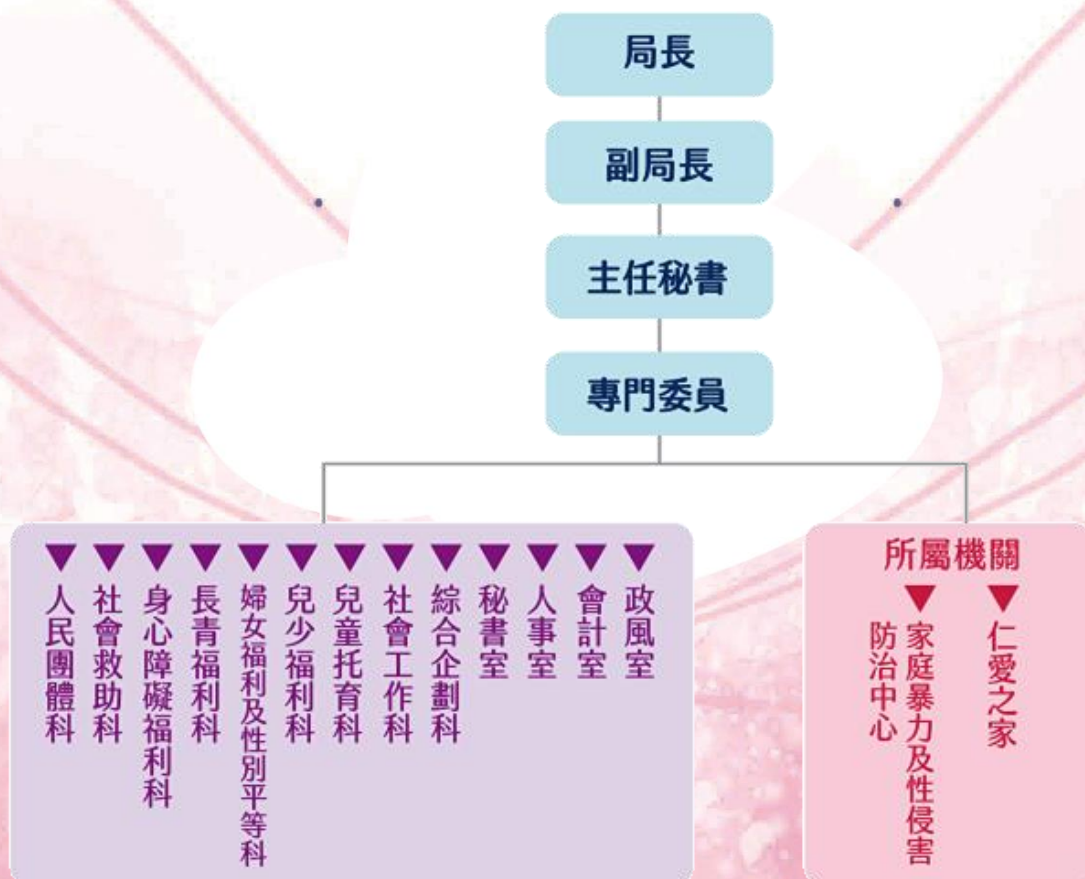 局長
副局長
主任秘書
專門委員
▼人民團體科
▼社會救助科
▼身心障礙福利科
▼長青福利科
▼婦女福利及性別平等科
▼兒少福利科
▼兒童托育科
▼社會工作科
▼綜合企劃科
▼秘書室
▼人事室
▼會計室
▼政風室
所屬機關
▼仁愛之家
▼家庭暴力及性侵害
防治中心